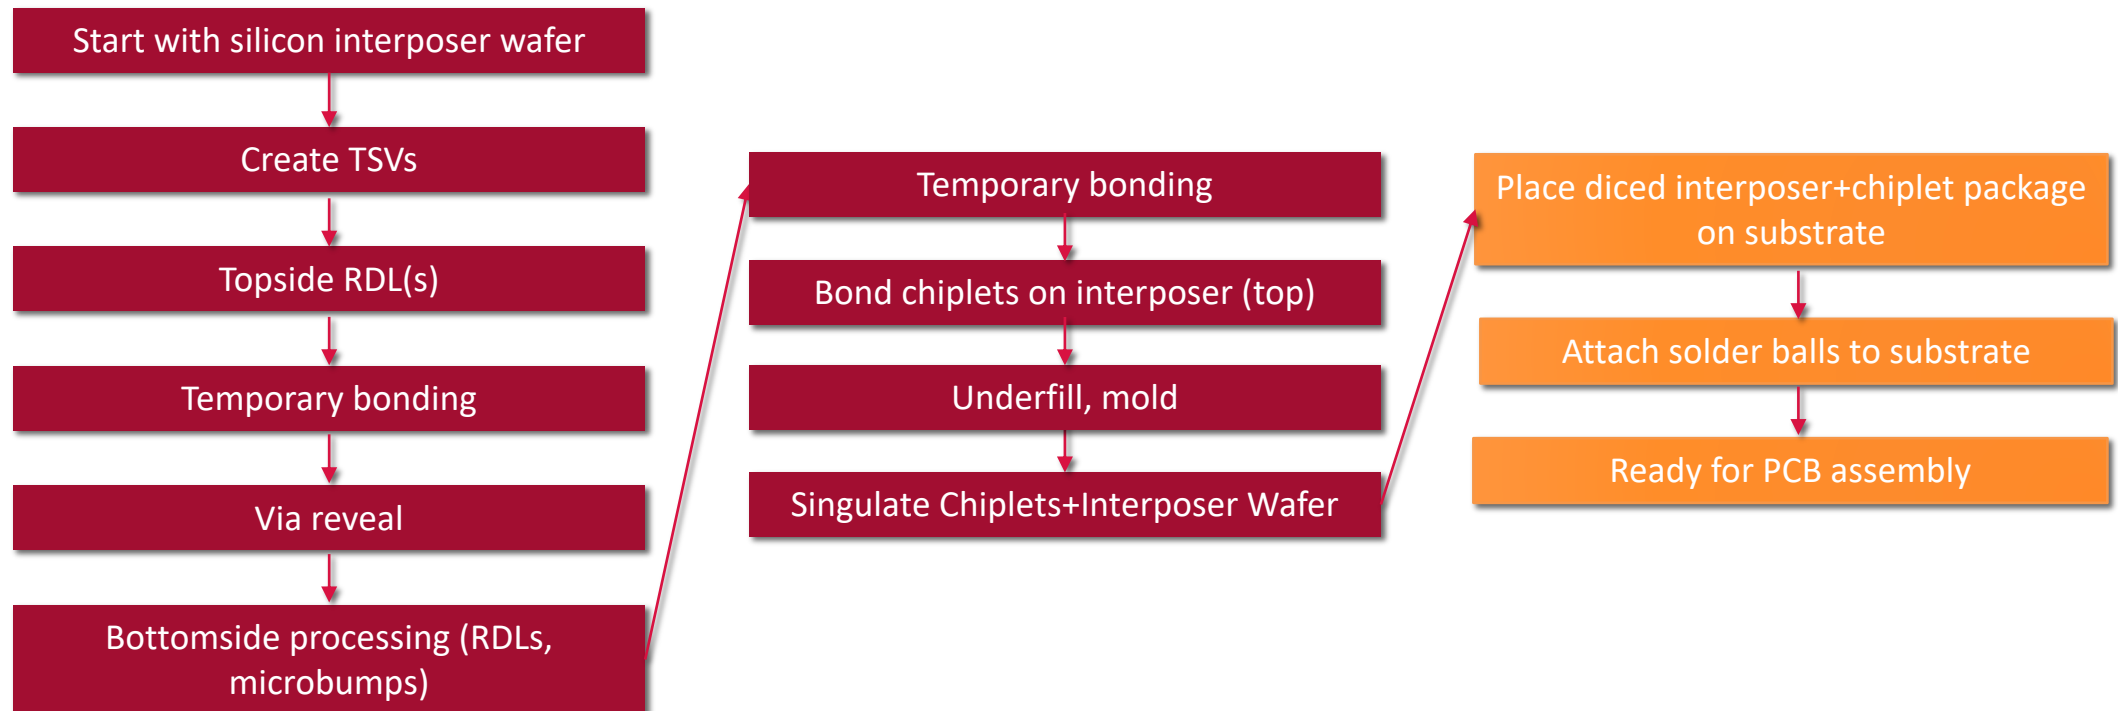 Start with silicon interposer wafer
Create TSVs
Topside RDL(s)
Temporary bonding
Via reveal
Bottomside processing (RDLs,
microbumps)
Temporary bonding
Bond chiplets on interposer (top)
Underfill, mold
Singulate Chiplets+Interposer Wafer
Place diced interposer+chiplet package
on substrate
Attach solder balls to substrate
Ready for PCB assembly